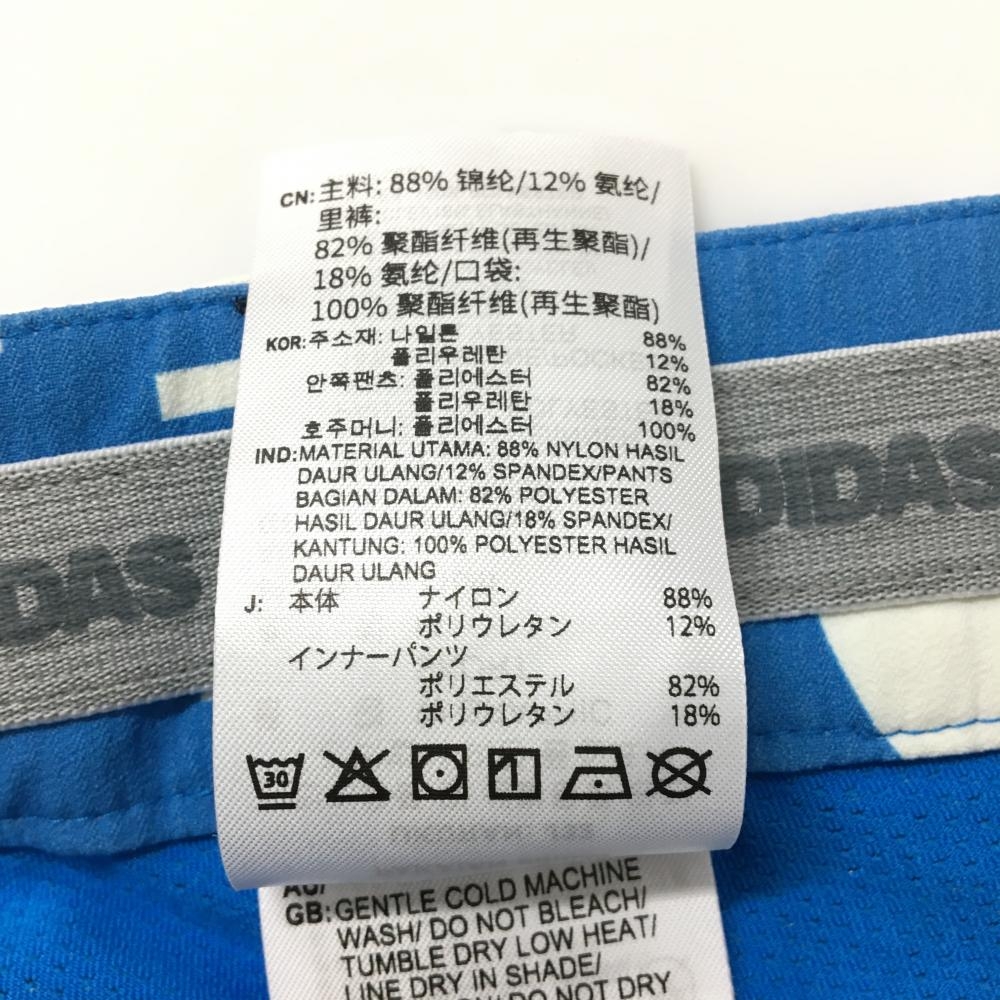 CN: 主料: 88% 锦纶/12% 氨纶/
里裤:
82% 聚酯纤维(再生聚酯)/
18% 氨纶/口袋:
100% 聚酯纤维(再生聚酯)
KOR: 주소재: 나일론 88%
폴리우레탄 12%
안쪽팬츠: 폴리에스터 82%
폴리우레탄 18%
호주머니: 폴리에스터 100%
IND: MATERIAL UTAMA: 88% NYLON HASIL
DAUR ULANG/12% SPANDEX/PANTS
BAGIAN DALAM: 82% POLYESTER
HASIL DAUR ULANG/18% SPANDEX/
KANTUNG: 100% POLYESTER HASIL
DAUR ULANG
J: 本体 ナイロン 88%
ポリウレタン 12%
インナーパンツ
ポリエステル 82%
ポリウレタン 18%
30
AU/
GB: GENTLE COLD MACHINE
WASH/ DO NOT BLEACH/
TUMBLE DRY LOW HEAT/
LINE DRY IN SHADE/
DO NOT DRY
DAS
DIDAS